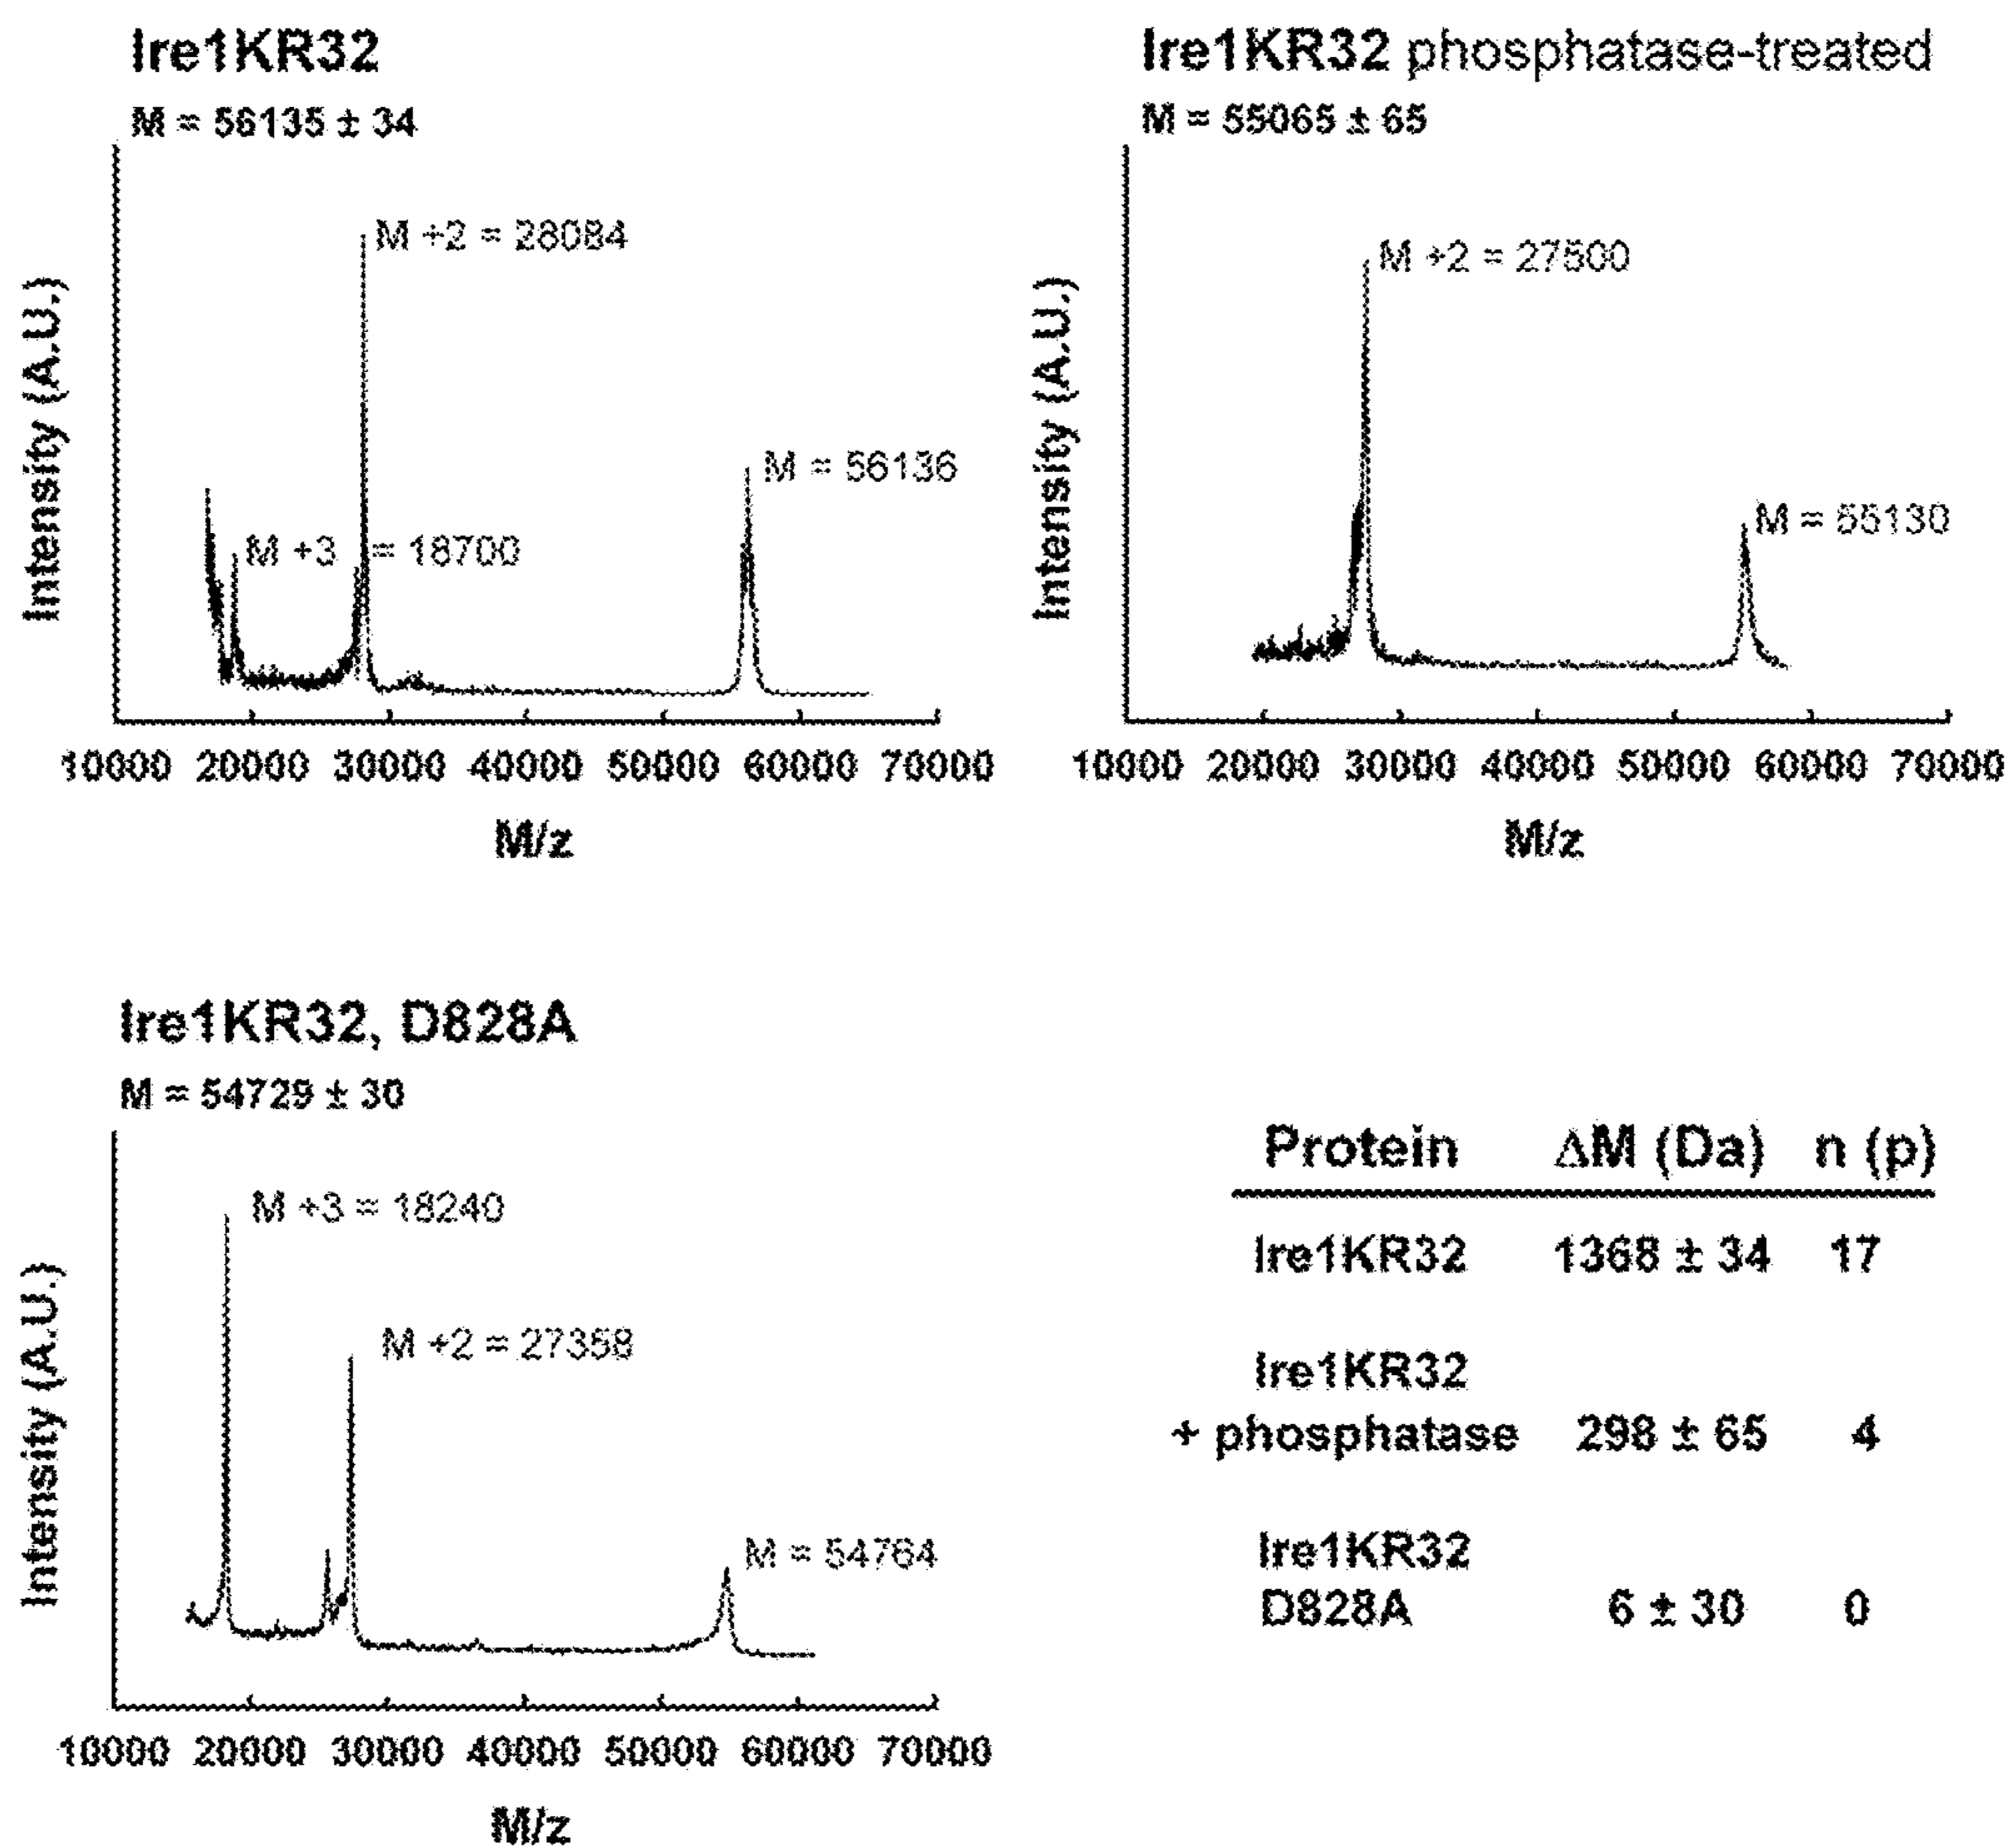 Ire1KR32
M = 56135 ± 34
Intensity (A.U.)
M +2 = 28084
M = 56136
M +3 = 18700
10000 20000 30000 40000 50000 60000 70000
M/z
Ire1KR32 phosphatase-treated
M = 55065 ± 65
Intensity (A.U.)
M +2 = 27500
M = 55130
10000 20000 30000 40000 50000 60000 70000
M/z
Ire1KR32, D828A
M = 54729 ± 30
Intensity (A.U.)
M +3 = 18240
M +2 = 27358
M = 54764
10000 20000 30000 40000 50000 60000 70000
M/z
Protein ΔM (Da) n (p)
Ire1KR32 1368 ± 34 17
Ire1KR32
+ phosphatase 298 ± 65 4
Ire1KR32
D828A 6 ± 30 0